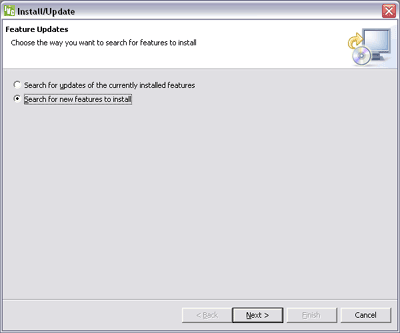 Install/Update
Feature Updates
Choose the way you want to search for features to install
Search for updates of the currently installed features
Search for new features to install
< Back
Next >
Finish
Cancel